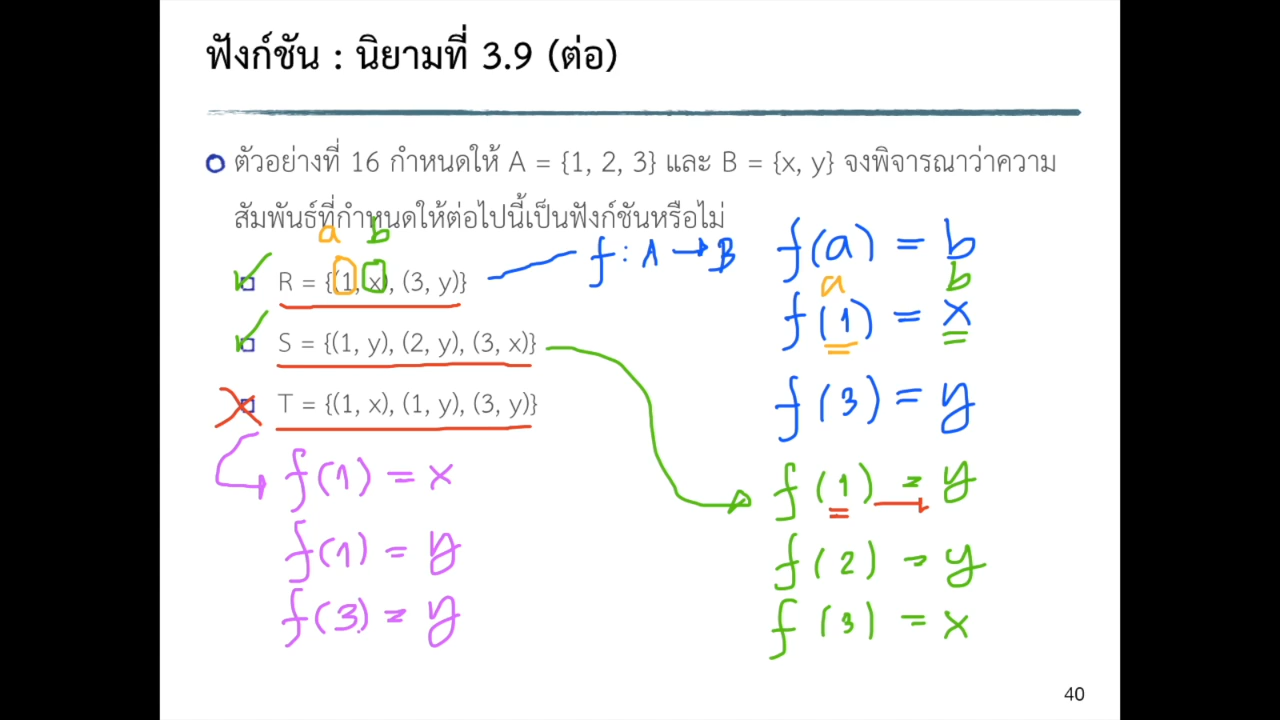 ฟังก์ชัน : นิยามที่ 3.9 (ต่อ)
ตัวอย่างที่ 16 กำหนดให้ A = {1, 2, 3} และ B = {x, y} จงพิจารณาว่าความ
สัมพันธ์ที่กำหนดให้ต่อไปนี้เป็นฟังก์ชันหรือไม่
a b
R = {(1, x), (3, y)}
f : A → B
S = {(1, y), (2, y), (3, x)}
T = {(1, x), (1, y), (3, y)}
f(1) = x
f(1) = y
f(3) = y
f(a) = b
a b
f(1) = x
f(3) = y
f(1) = y
f(2) = y
f(3) = x
40